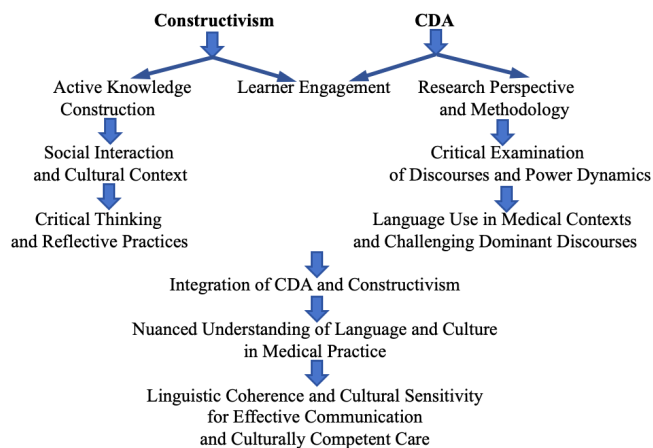 Constructivism
CDA
Active Knowledge
Construction
Learner Engagement
Research Perspective
and Methodology
Social Interaction
and Cultural Context
Critical Examination
of Discourses and Power Dynamics
Critical Thinking
and Reflective Practices
Language Use in Medical Contexts
and Challenging Dominant Discourses
Integration of CDA and Constructivism
Nuanced Understanding of Language and Culture
in Medical Practice
Linguistic Coherence and Cultural Sensitivity
for Effective Communication
and Culturally Competent Care